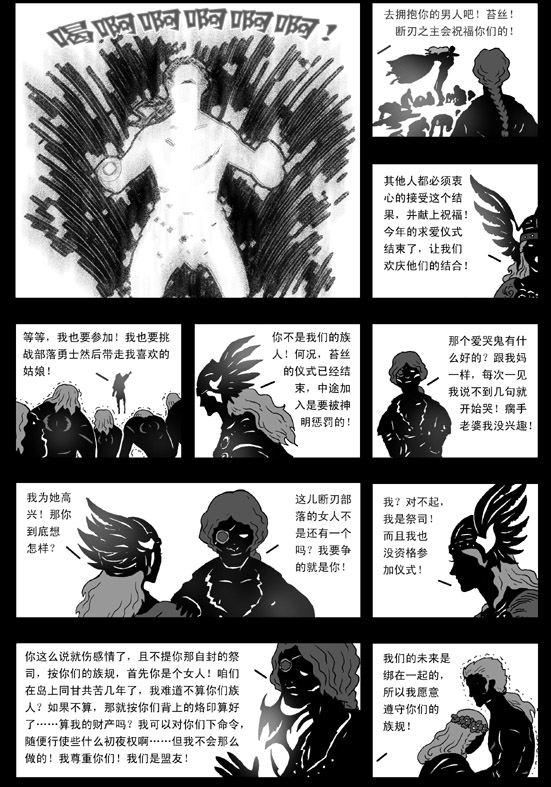 喝啊啊啊啊啊！
去拥抱你的男人吧！苔丝！
断刃之主会祝福你们的！
其他人都必须衷
心的接受这个结
果，并献上祝福！
今年的求爱仪式
结束了，让我们
欢庆他们的结合！
等等，我也要参加！我也要挑
战部落勇士然后带走我喜欢的
姑娘！
你不是我们的族
人！何况，苔丝
的仪式已经结
束，中途加
入是要被神
明惩罚的！
那个爱哭鬼有什
么好的？跟我妈
一样，每次一见
我说不到几句就
开始哭！瘸手
老婆我没兴趣！
我为她高
兴！那你
到底想
怎样？
这儿断刃部
落的女人不
是还有一个
吗？我要争
的就是你！
我？对不起，
我是祭司！
而且我也
没资格参
加仪式！
你这么说就伤感情了，且不提你那自封的祭
司，按你们的族规，首先你是个女人！咱们
在岛上同甘共苦几年了，我难道不算你们族
人？如果不算，那就按你们背上的烙印算好
了……算我的财产吗？我可以对你们下命令，
随便行使些什么初夜权啊……但我不会那么
做的！我尊重你们！我们是盟友！
我们的未来是
绑在一起的，
所以我愿意
遵守你们的
族规！